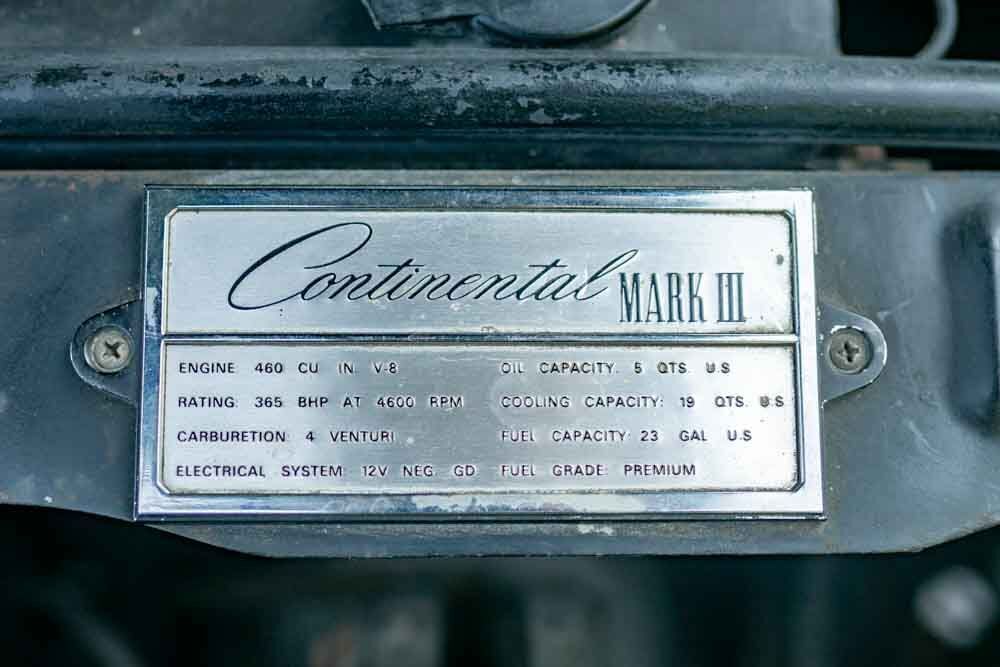 Continental MARK III
ENGINE 460 CU IN V-8
RATING: 365 BHP AT 4600 RPM
CARBURETION: 4 VENTURI
ELECTRICAL SYSTEM: 12V NEG. GD
OIL CAPACITY: 5 QTS. U.S
COOLING CAPACITY: 19 QTS. U.S
FUEL CAPACITY: 23 GAL U.S
FUEL GRADE: PREMIUM